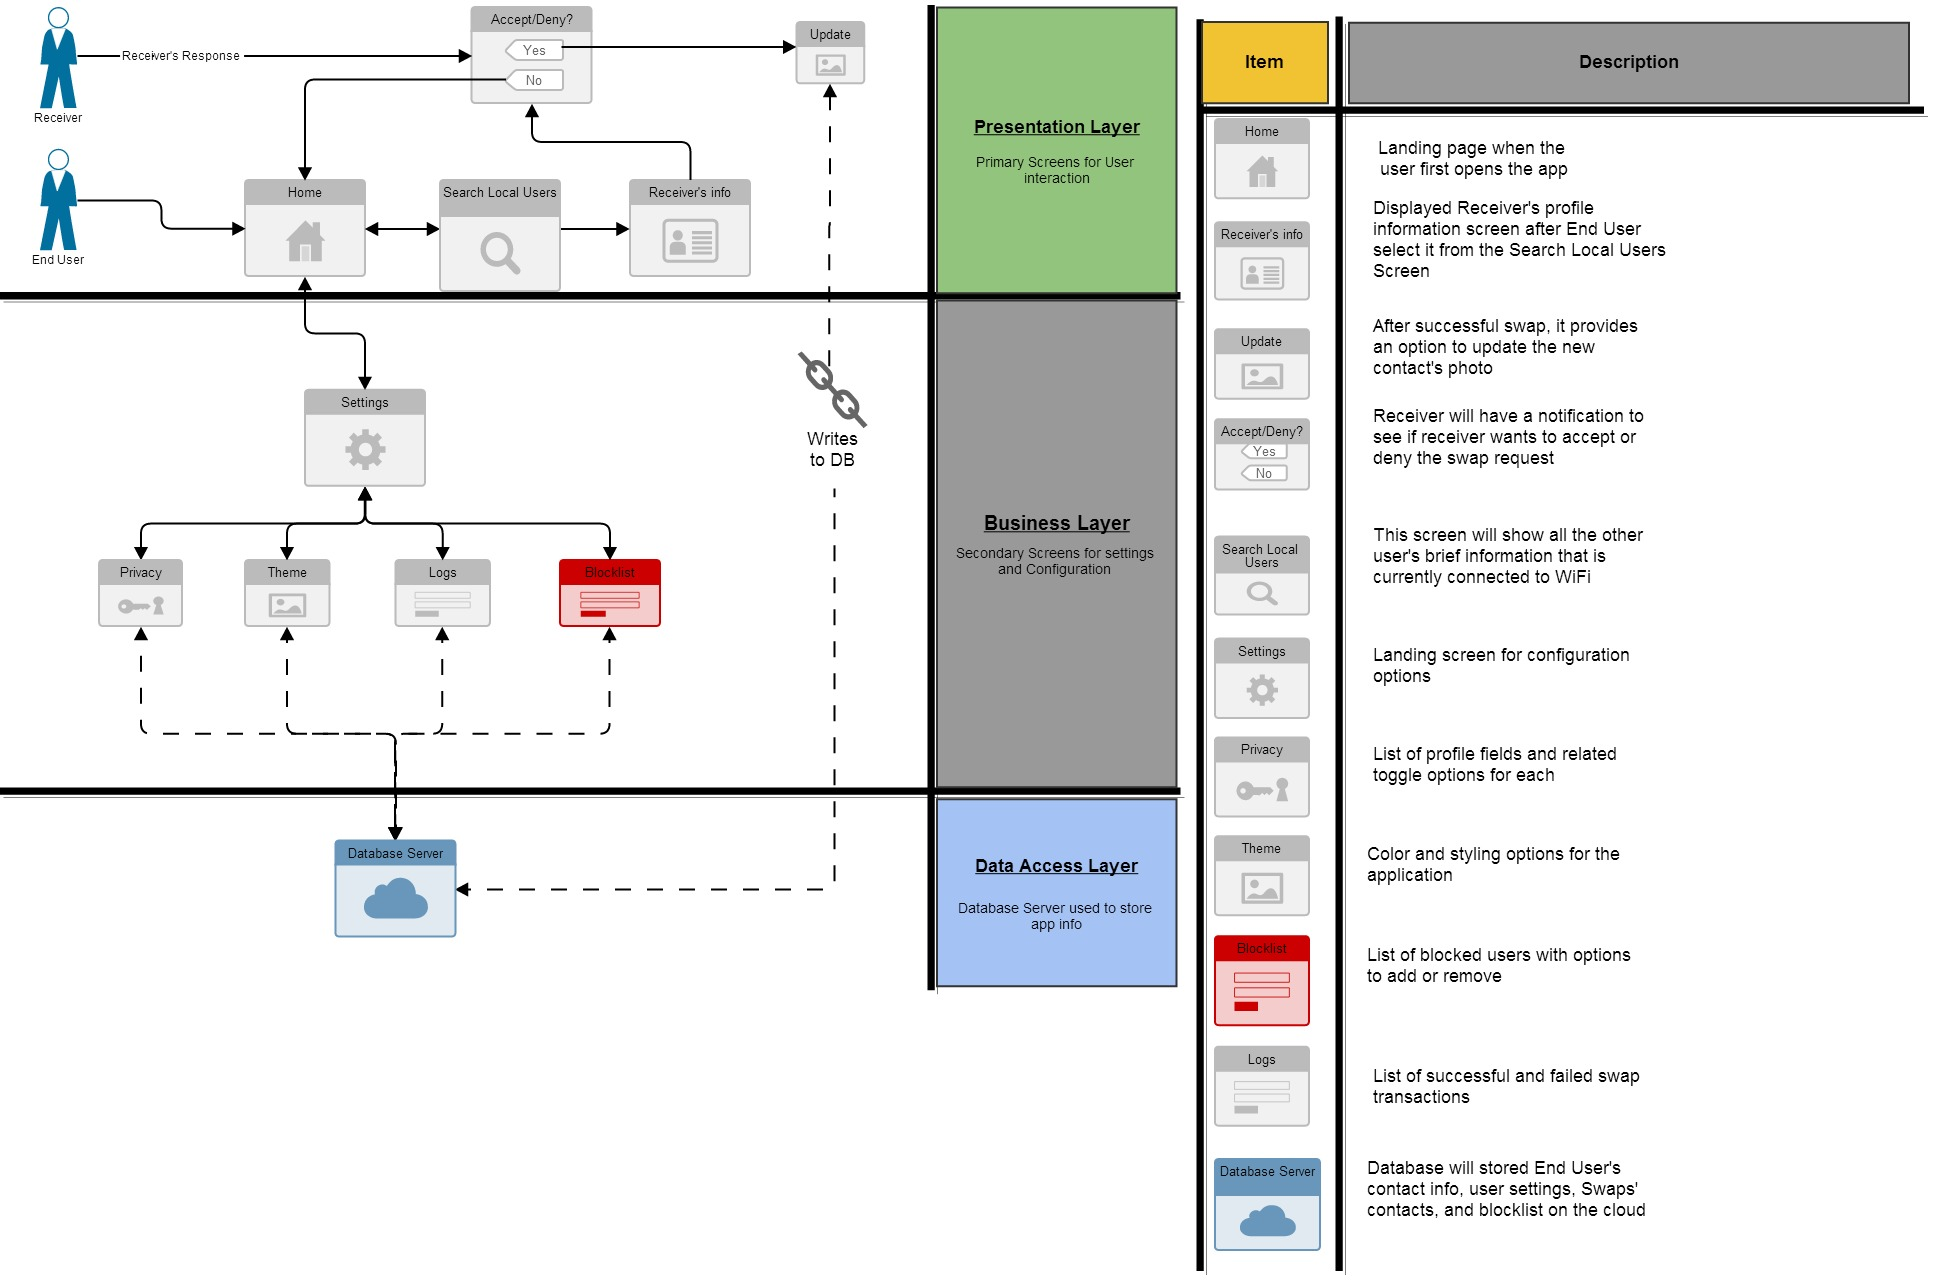 Accept/Deny?
Yes
No
Update
Receiver's Response
Receiver
End User
Home
Search Local Users
Receiver's info
Settings
Writes
to DB
Privacy
Theme
Logs
Blocklist
Database Server
Presentation Layer
Primary Screens for User
interaction
Business Layer
Secondary Screens for settings
and Configuration
Data Access Layer
Database Server used to store
app info
Item
Description
Home
Landing page when the
user first opens the app
Receiver's info
Displayed Receiver's profile
information screen after End User
select it from the Search Local Users
Screen
Update
After successful swap, it provides
an option to update the new
contact's photo
Accept/Deny?
Yes
No
Receiver will have a notification to
see if receiver wants to accept or
deny the swap request
Search Local
Users
This screen will show all the other
user's brief information that is
currently connected to WiFi
Settings
Landing screen for configuration
options
Privacy
List of profile fields and related
toggle options for each
Theme
Color and styling options for the
application
Blocklist
List of blocked users with options
to add or remove
Logs
List of successful and failed swap
transactions
Database Server
Database will stored End User's
contact info, user settings, Swaps'
contacts, and blocklist on the cloud